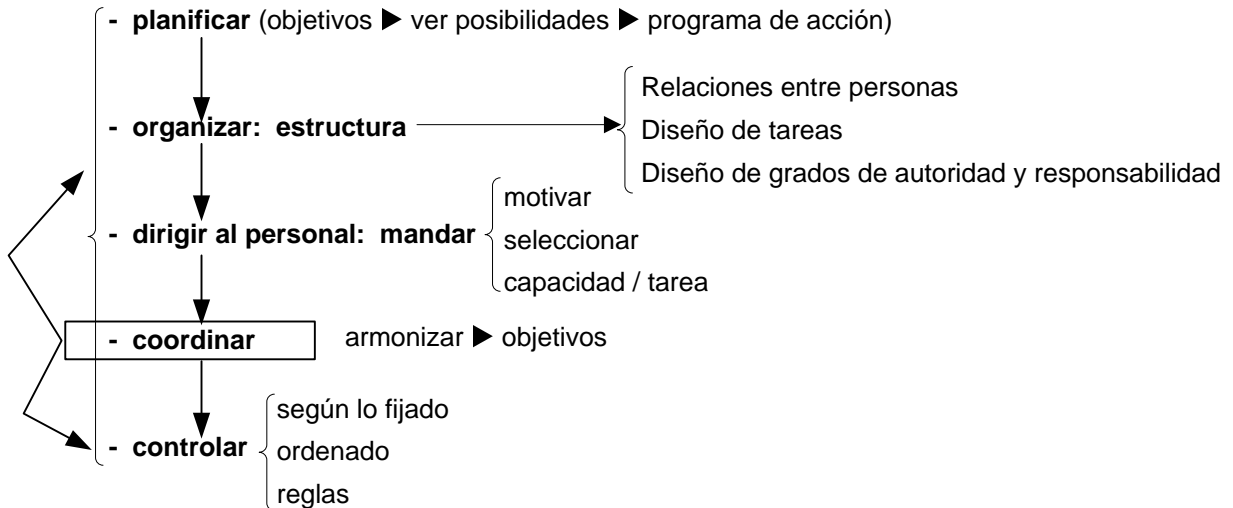 - planificar (objetivos ▶ ver posibilidades ▶ programa de acción)
- organizar: estructura
Relaciones entre personas
Diseño de tareas
Diseño de grados de autoridad y responsabilidad
- dirigir al personal: mandar
motivar
seleccionar
capacidad / tarea
- coordinar
armonizar ▶ objetivos
- controlar
según lo fijado
ordenado
reglas